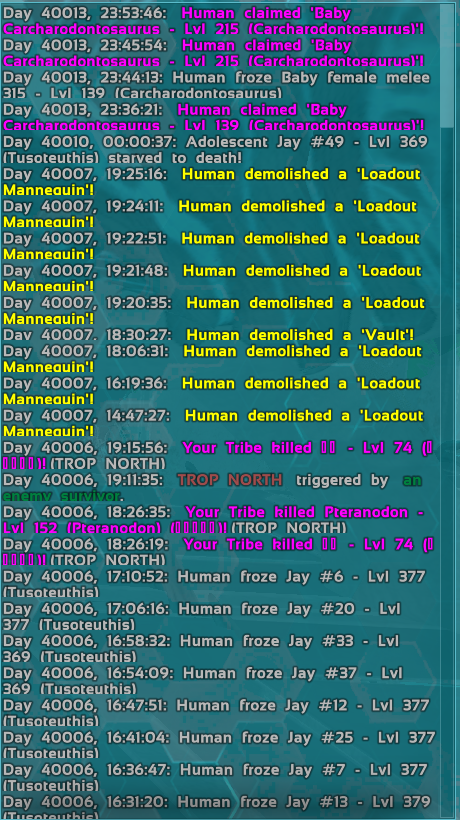 Day 40013, 23:53:46: Human claimed 'Baby
Carcharodontosaurus - Lvl 215 (Carcharodontosaurus)'!
Day 40013, 23:45:54: Human claimed 'Baby
Carcharodontosaurus - Lvl 215 (Carcharodontosaurus)'!
Day 40013, 23:44:13: Human froze Baby female melee
315 - Lvl 139 (Carcharodontosaurus)
Day 40013, 23:36:21: Human claimed 'Baby
Carcharodontosaurus - Lvl 139 (Carcharodontosaurus)'!
Day 40010, 00:00:37: Adolescent Jay #49 - Lvl 369
(Tusoteuthis) starved to death!
Day 40007, 19:25:16: Human demolished a 'Loadout
Mannequin'!
Day 40007, 19:24:11: Human demolished a 'Loadout
Mannequin'!
Day 40007, 19:22:51: Human demolished a 'Loadout
Mannequin'!
Day 40007, 19:21:48: Human demolished a 'Loadout
Mannequin'!
Day 40007, 19:20:35: Human demolished a 'Loadout
Mannequin'!
Day 40007, 18:30:27: Human demolished a 'Vault'!
Day 40007, 18:06:31: Human demolished a 'Loadout
Mannequin'!
Day 40007, 16:19:36: Human demolished a 'Loadout
Mannequin'!
Day 40007, 14:47:27: Human demolished a 'Loadout
Mannequin'!
Day 40006, 19:15:56: Your Tribe killed - Lvl 74 (
)! (TROP NORTH)
Day 40006, 19:11:35: TROP NORTH triggered by an
enemy survivor.
Day 40006, 18:26:35: Your Tribe killed Pteranodon -
Lvl 152 (Pteranodon) ()! (TROP NORTH)
Day 40006, 18:26:19: Your Tribe killed - Lvl 74 (
)! (TROP NORTH)
Day 40006, 17:10:52: Human froze Jay #6 - Lvl 377
(Tusoteuthis)
Day 40006, 17:06:16: Human froze Jay #20 - Lvl
377 (Tusoteuthis)
Day 40006, 16:58:32: Human froze Jay #33 - Lvl
369 (Tusoteuthis)
Day 40006, 16:54:09: Human froze Jay #37 - Lvl
369 (Tusoteuthis)
Day 40006, 16:47:51: Human froze Jay #12 - Lvl 377
(Tusoteuthis)
Day 40006, 16:41:04: Human froze Jay #25 - Lvl 377
(Tusoteuthis)
Day 40006, 16:36:47: Human froze Jay #7 - Lvl 377
(Tusoteuthis)
Day 40006, 16:31:20: Human froze Jay #13 - Lvl 379
(Tusoteuthis)